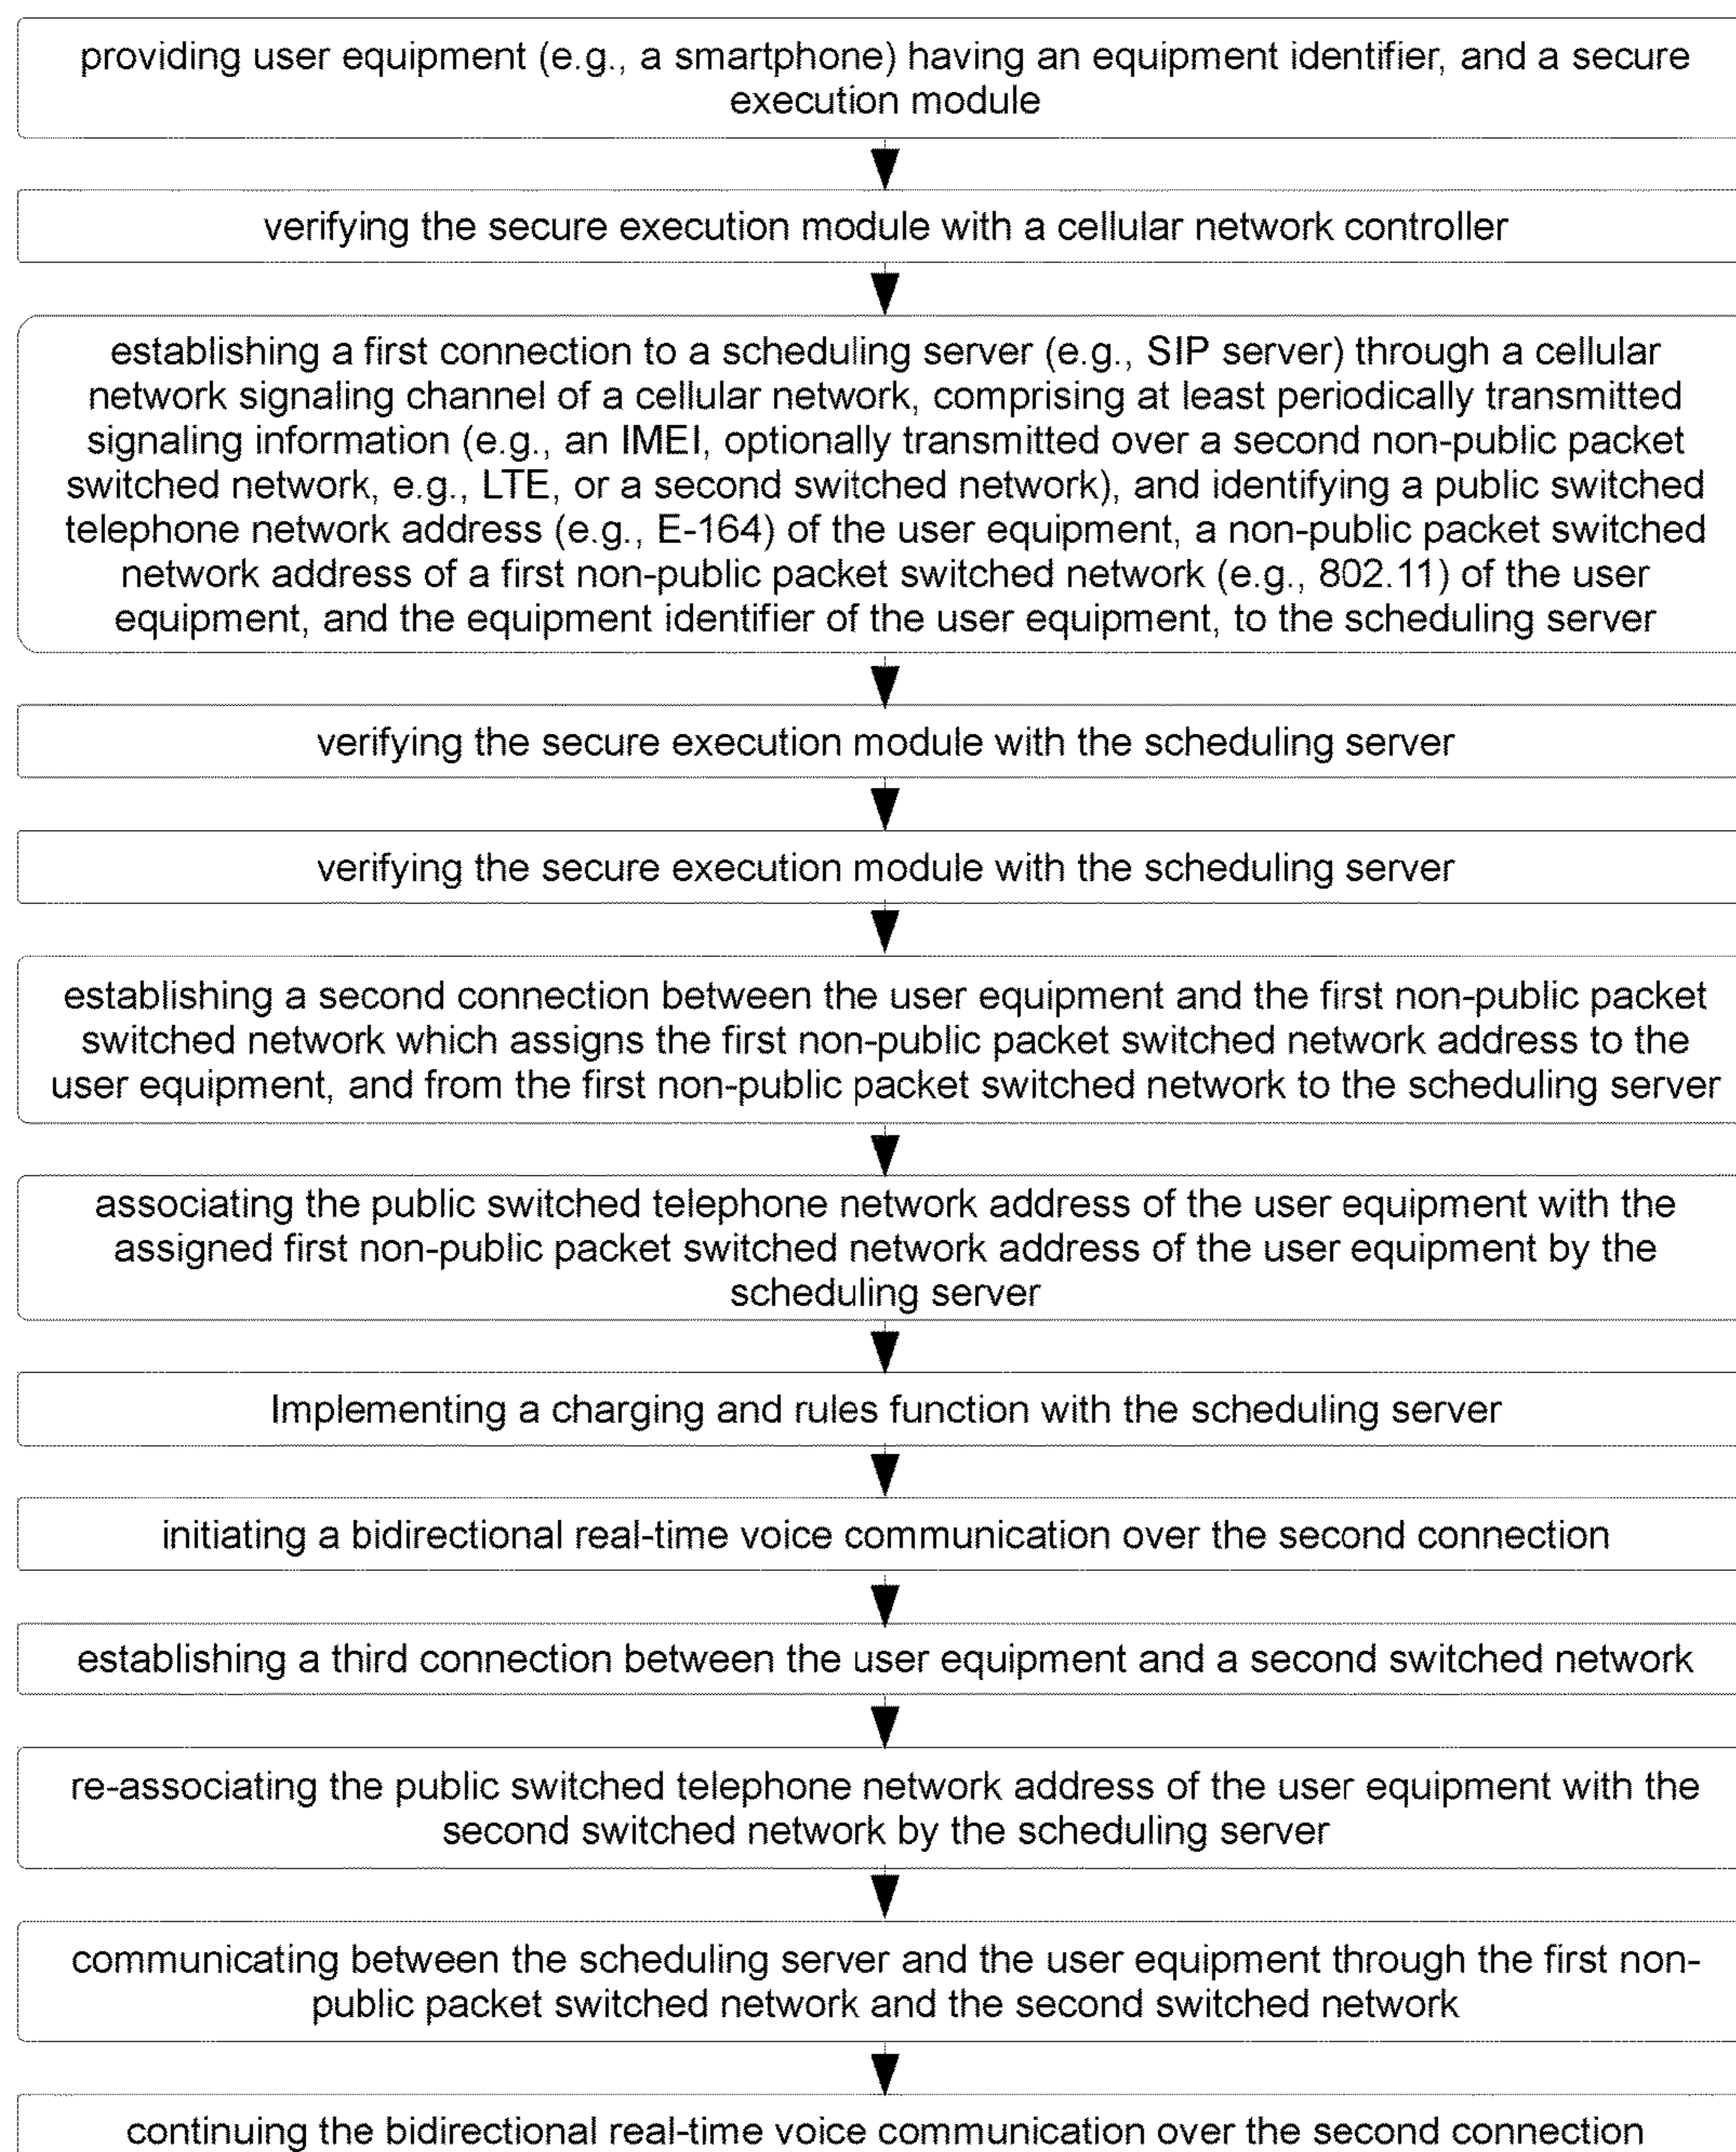 providing user equipment (e.g., a smartphone) having an equipment identifier, and a secure
execution module
verifying the secure execution module with a cellular network controller
establishing a first connection to a scheduling server (e.g., SIP server) through a cellular
network signaling channel of a cellular network, comprising at least periodically transmitted
signaling information (e.g., an IMEI, optionally transmitted over a second non-public packet
switched network, e.g., LTE, or a second switched network), and identifying a public switched
telephone network address (e.g., E-164) of the user equipment, a non-public packet switched
network address of a first non-public packet switched network (e.g., 802.11) of the user
equipment, and the equipment identifier of the user equipment, to the scheduling server
verifying the secure execution module with the scheduling server
verifying the secure execution module with the scheduling server
establishing a second connection between the user equipment and the first non-public packet
switched network which assigns the first non-public packet switched network address to the
user equipment, and from the first non-public packet switched network to the scheduling server
associating the public switched telephone network address of the user equipment with the
assigned first non-public packet switched network address of the user equipment by the
scheduling server
Implementing a charging and rules function with the scheduling server
initiating a bidirectional real-time voice communication over the second connection
establishing a third connection between the user equipment and a second switched network
re-associating the public switched telephone network address of the user equipment with the
second switched network by the scheduling server
communicating between the scheduling server and the user equipment through the first non-
public packet switched network and the second switched network
continuing the bidirectional real-time voice communication over the second connection